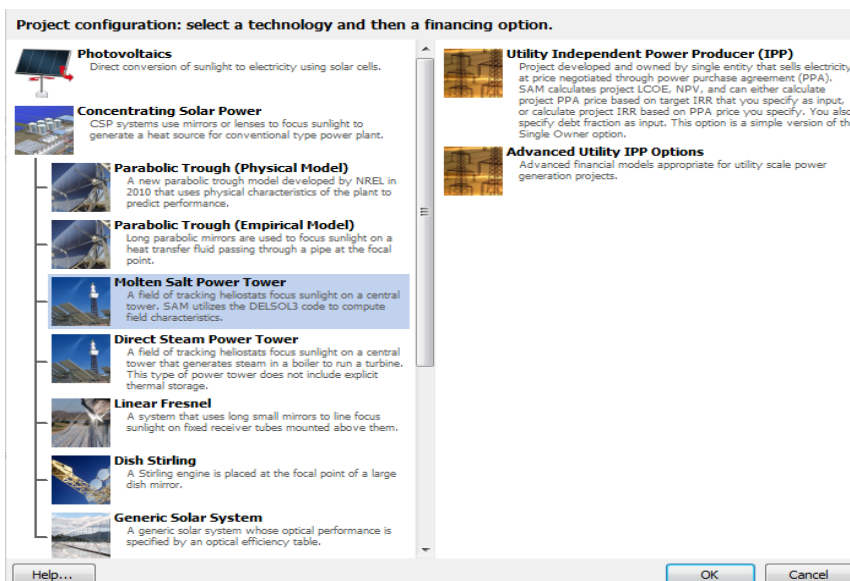 Project configuration: select a technology and then a financing option.
Photovoltaics
Direct conversion of sunlight to electricity using solar cells.
Concentrating Solar Power
CSP systems use mirrors or lenses to focus sunlight to
generate a heat source for conventional type power plant.
Parabolic Trough (Physical Model)
A new parabolic trough model developed by NREL in
2010 that uses physical characteristics of the plant to
predict performance.
Parabolic Trough (Empirical Model)
Long parabolic mirrors are used to focus sunlight on a
heat transfer fluid passing through a pipe at the focal
point.
Molten Salt Power Tower
A field of tracking heliostats focus sunlight on a central
tower. SAM utilizes the DELSOL3 code to compute
field characteristics.
Direct Steam Power Tower
A field of tracking heliostats focus sunlight on a central
tower that generates steam in a boiler to run a turbine.
This type of power tower does not include explicit
thermal storage.
Linear Fresnel
A system that uses long small mirrors to line focus
sunlight on fixed receiver tubes mounted above them.
Dish Stirling
A Stirling engine is placed at the focal point of a large
dish mirror.
Generic Solar System
A generic solar system whose optical performance is
specified by an optical efficiency table.
Utility Independent Power Producer (IPP)
Project developed and owned by single entity that sells electricity
at price negotiated through power purchase agreement (PPA).
SAM calculates project LCOE, NPV, and can either calculate
project PPA price based on target IRR that you specify as input,
or calculate project IRR based on PPA price you specify. You also
specify debt fraction as input. This option is a simple version of th
Single Owner option.
Advanced Utility IPP Options
Advanced financial models appropriate for utility scale power
generation projects.
Help...
OK
Cancel